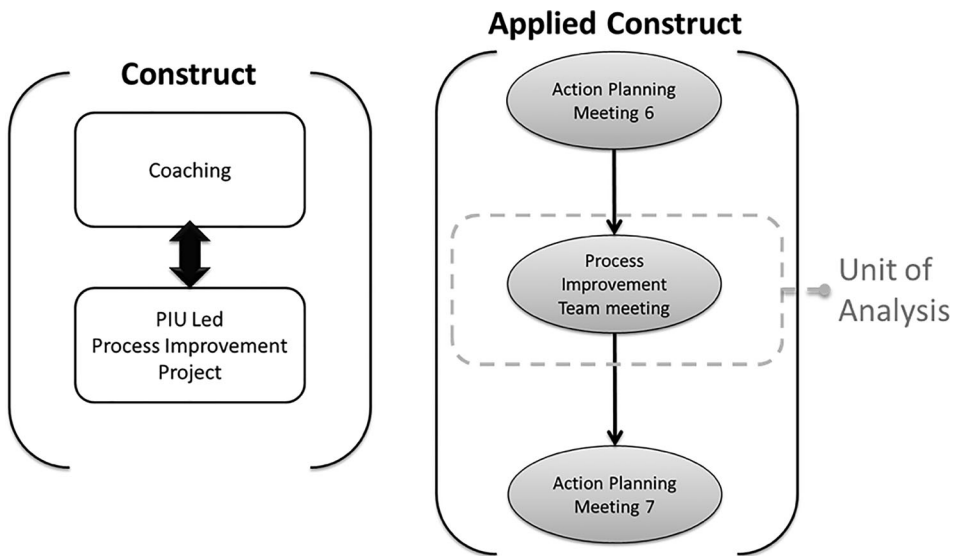 Construct
Coaching
PIU Led
Process Improvement
Project
Applied Construct
Action Planning
Meeting 6
Process
Improvement
Team meeting
Action Planning
Meeting 7
Unit of
Analysis